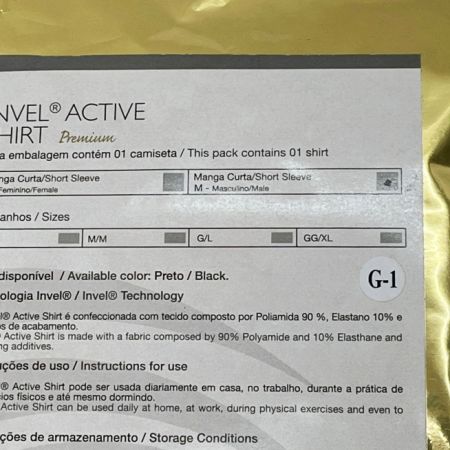 NVEL® ACTIVE
HIRT Premium
a embalagem contém 01 camiseta / This pack contains 01 shirt
nga Curta/Short Sleeve
Feminino/Female
Manga Curta/Short Sleeve
M - Masculino/Male
anhos / Sizes
M/M
G/L
GG/XL
disponível / Available color: Preto / Black.
G-1
ologia Invel® / Invel® Technology
l® Active Shirt é confeccionada com tecido composto por Poliamida 90 %, Elastano 10% e
os de acabamento.
® Active Shirt is made with a fabric composed by 90% Polyamide and 10% Elasthane and
ng additives.
uções de uso / Instructions for use
l® Active Shirt pode ser usada diariamente em casa, no trabalho, durante a prática de
cios físicos e até mesmo dormindo.
Active Shirt can be used daily at home, at work, during physical exercises and even to
ções de armazenamento / Storage Conditions